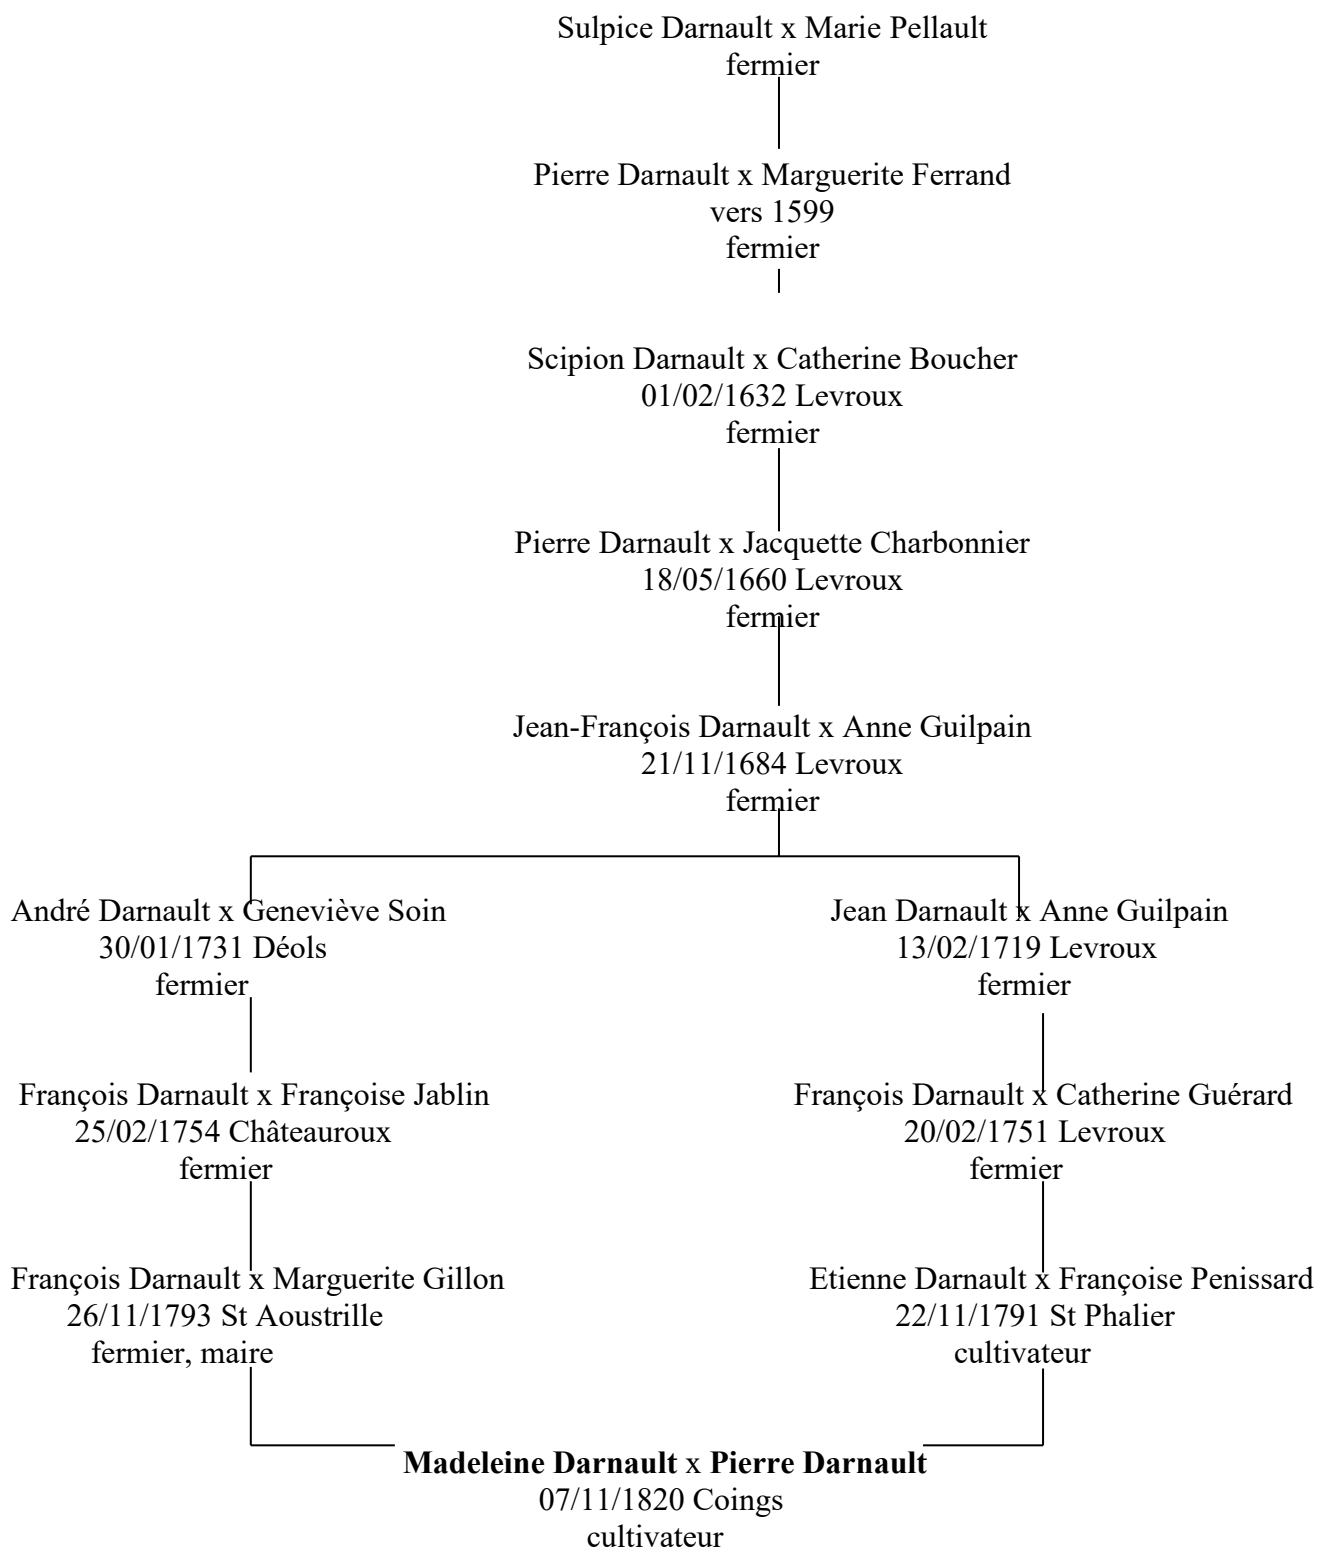 Sulpice Darnault x Marie Pellault
fermier
Pierre Darnault x Marguerite Ferrand
vers 1599
fermier
Scipion Darnault x Catherine Boucher
01/02/1632 Levroux
fermier
Pierre Darnault x Jacquette Charbonnier
18/05/1660 Levroux
fermier
Jean-François Darnault x Anne Guilpain
21/11/1684 Levroux
fermier
André Darnault x Geneviève Soin
30/01/1731 Déols
fermier
Jean Darnault x Anne Guilpain
13/02/1719 Levroux
fermier
François Darnault x Françoise Jablin
25/02/1754 Châteauroux
fermier
François Darnault x Catherine Guérard
20/02/1751 Levroux
fermier
François Darnault x Marguerite Gillon
26/11/1793 St Aoustrille
fermier, maire
Etienne Darnault x Françoise Penissard
22/11/1791 St Phalier
cultivateur
Madeleine Darnault x Pierre Darnault
07/11/1820 Coings
cultivateur